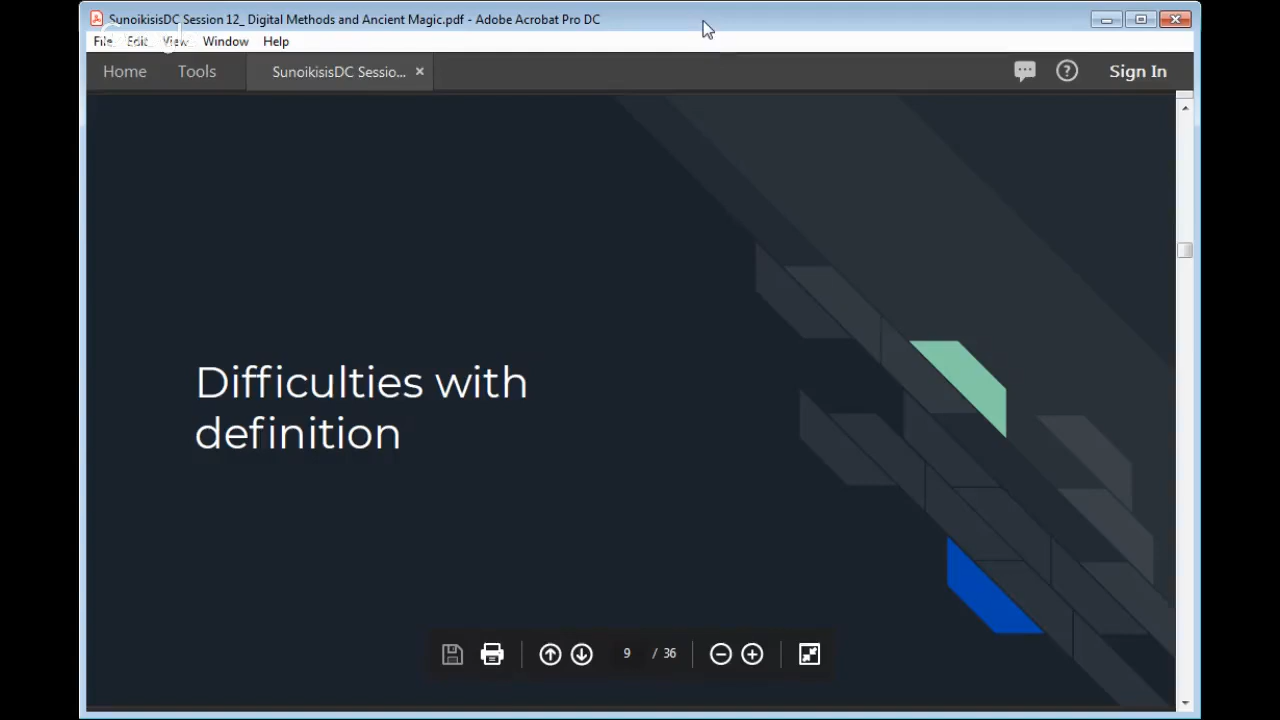 SunoikisisDC Session 12_ Digital Methods and Ancient Magic.pdf - Adobe Acrobat Pro DC
File Edit View Window Help
Home Tools SunoikisisDC Sessio... × Sign In
Difficulties with
definition
9 / 36